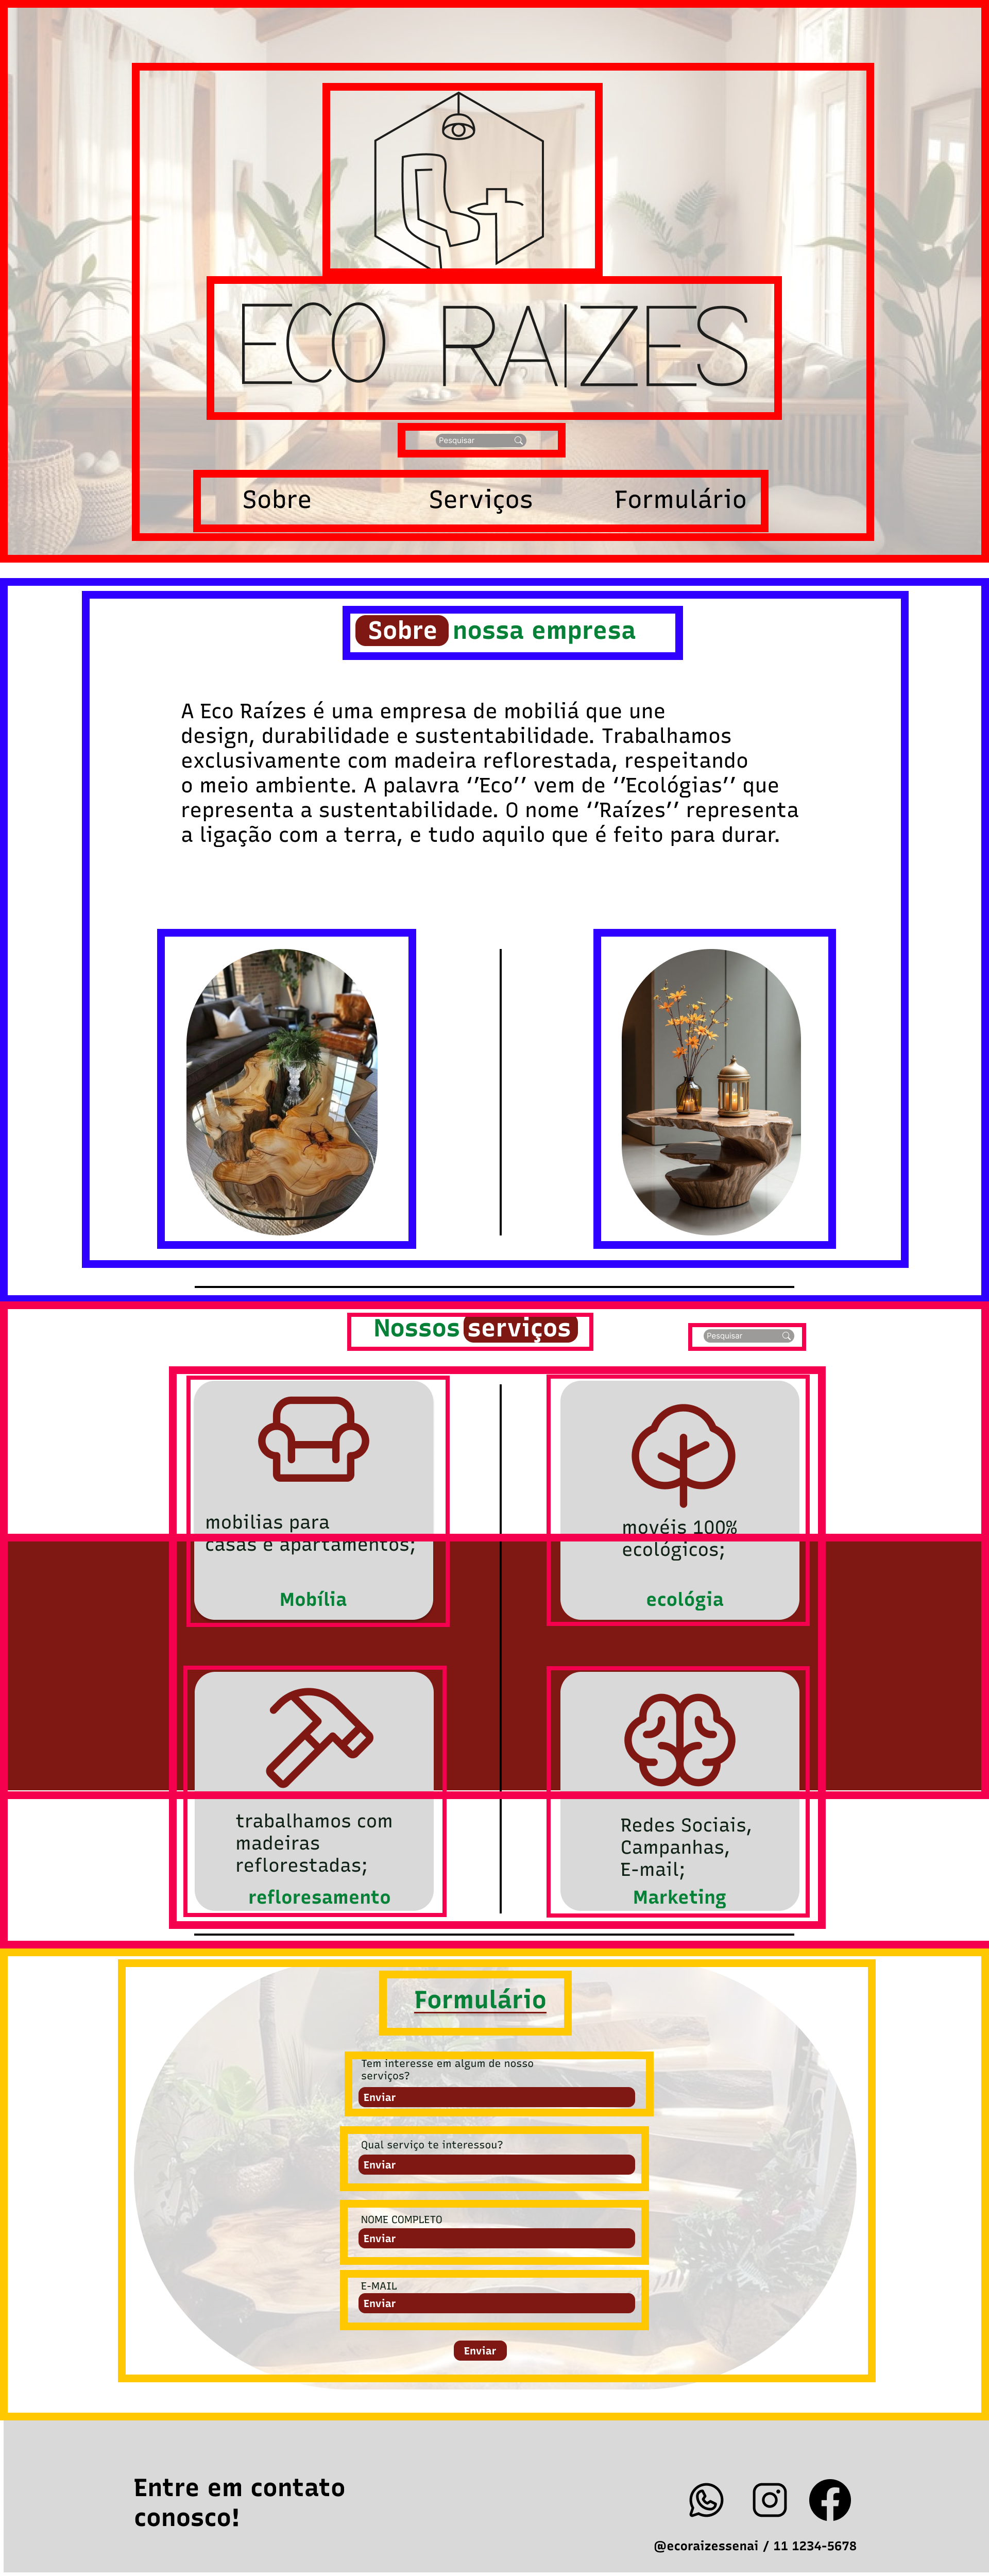 ECO RAIZES
Pesquisar
Sobre Serviços Formulário
Sobre nossa empresa
A Eco Raízes é uma empresa de mobiliá que une
design, durabilidade e sustentabilidade. Trabalhamos
exclusivamente com madeira reflorestada, respeitando
o meio ambiente. A palavra ‘’Eco’’ vem de ‘’Ecológias’’ que
representa a sustentabilidade. O nome ‘’Raízes’’ representa
a ligação com a terra, e tudo aquilo que é feito para durar.
Nossos serviços
Pesquisar
mobilias para
casas e apartamentos;
Mobília
movéis 100%
ecológicos;
ecológia
trabalhamos com
madeiras
reflorestadas;
refloresamento
Redes Sociais,
Campanhas,
E-mail;
Marketing
Formulário
Tem interesse em algum de nosso
serviços?
Enviar
Qual serviço te interessou?
Enviar
NOME COMPLETO
Enviar
E-MAIL
Enviar
Enviar
Entre em contato
conosco!
@ecoraizessenai / 11 1234-5678